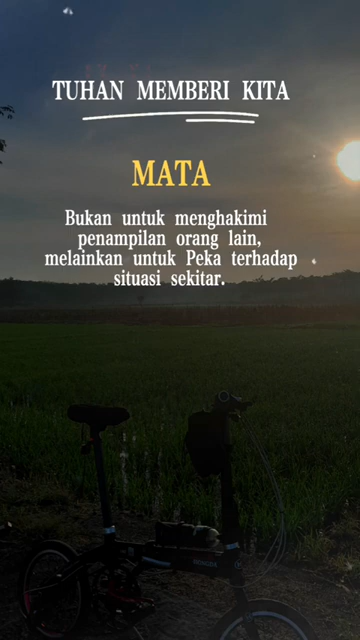 TUHAN MEMBERI KITA
MATA
Bukan untuk menghakimi
penampilan orang lain,
melainkan untuk Peka terhadap
situasi sekitar.